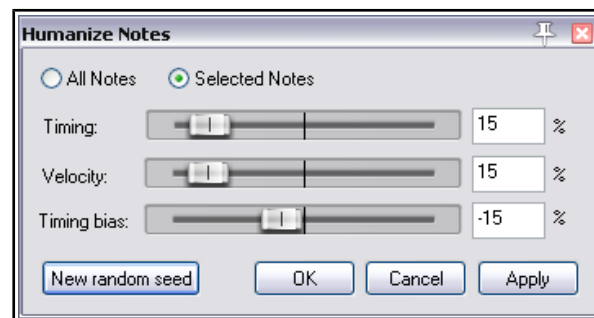 Humanize Notes
All Notes Selected Notes
Timing: 15 %
Velocity: 15 %
Timing bias: -15 %
New random seed OK Cancel Apply